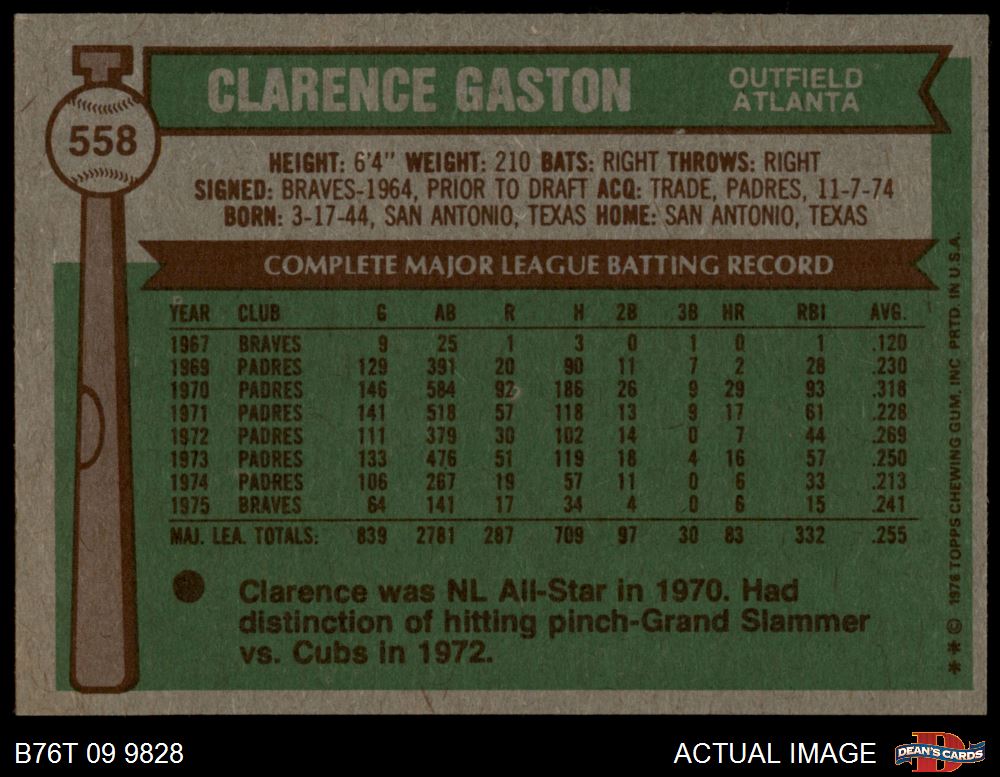 558
CLARENCE GASTON
OUTFIELD
ATLANTA
HEIGHT: 6'4" WEIGHT: 210 BATS: RIGHT THROWS: RIGHT
SIGNED: BRAVES-1964, PRIOR TO DRAFT ACQ: TRADE, PADRES, 11-7-74
BORN: 3-17-44, SAN ANTONIO, TEXAS HOME: SAN ANTONIO, TEXAS
COMPLETE MAJOR LEAGUE BATTING RECORD
YEAR CLUB G AB R H 2B 3B HR RBI AVG.
1967 BRAVES 9 25 1 3 0 1 0 1 .120
1969 PADRES 129 391 20 90 11 7 2 28 .230
1970 PADRES 146 584 92 186 26 9 29 93 .318
1971 PADRES 141 518 57 118 13 9 17 61 .228
1972 PADRES 111 379 30 102 14 0 7 44 .269
1973 PADRES 133 476 51 119 18 4 16 57 .250
1974 PADRES 106 267 19 57 11 0 6 33 .213
1975 BRAVES 64 141 17 34 4 0 6 15 .241
MAJ. LEA. TOTALS: 839 2781 287 709 97 30 83 332 .255
Clarence was NL All-Star in 1970. Had
distinction of hitting pinch-Grand Slammer
vs. Cubs in 1972.
**© 1976 TOPPS CHEWING GUM, INC PRTD. IN U.S.A.
B76T 09 9828
ACTUAL IMAGE
D
DEAN'S CARDS